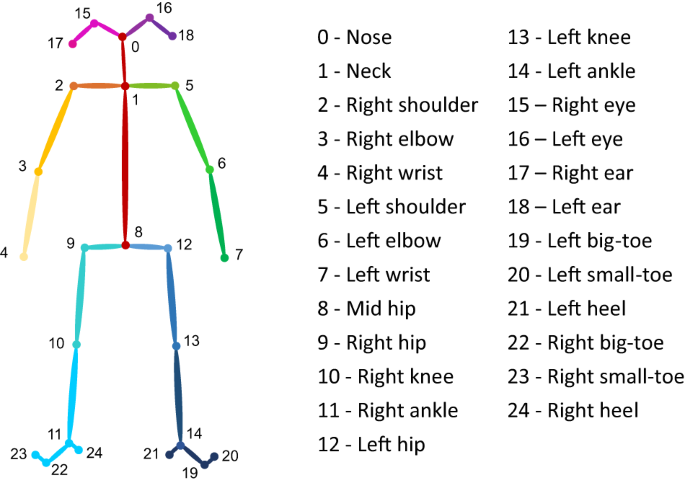 15
16
17
0
18
2
1
5
3
6
4
8
9
12
7
10
13
11
14
23
24
22
21
20
19
0 - Nose
1 - Neck
2 - Right shoulder
3 - Right elbow
4 - Right wrist
5 - Left shoulder
6 - Left elbow
7 - Left wrist
8 - Mid hip
9 - Right hip
10 - Right knee
11 - Right ankle
12 - Left hip
13 - Left knee
14 - Left ankle
15 – Right eye
16 – Left eye
17 – Right ear
18 – Left ear
19 - Left big-toe
20 - Left small-toe
21 - Left heel
22 - Right big-toe
23 - Right small-toe
24 - Right heel